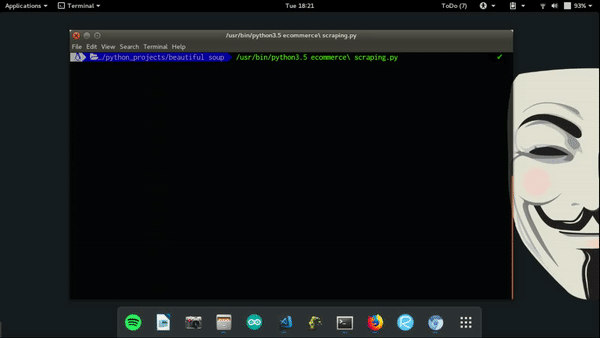 Applications Terminal Tue 18:21 ToDo (7) 93%
/usr/bin/python3.5 ecommerce\ scraping.py
File Edit View Search Terminal Help
../python_projects/beautiful soup /usr/bin/python3.5 ecommerce\ scraping.py ✓